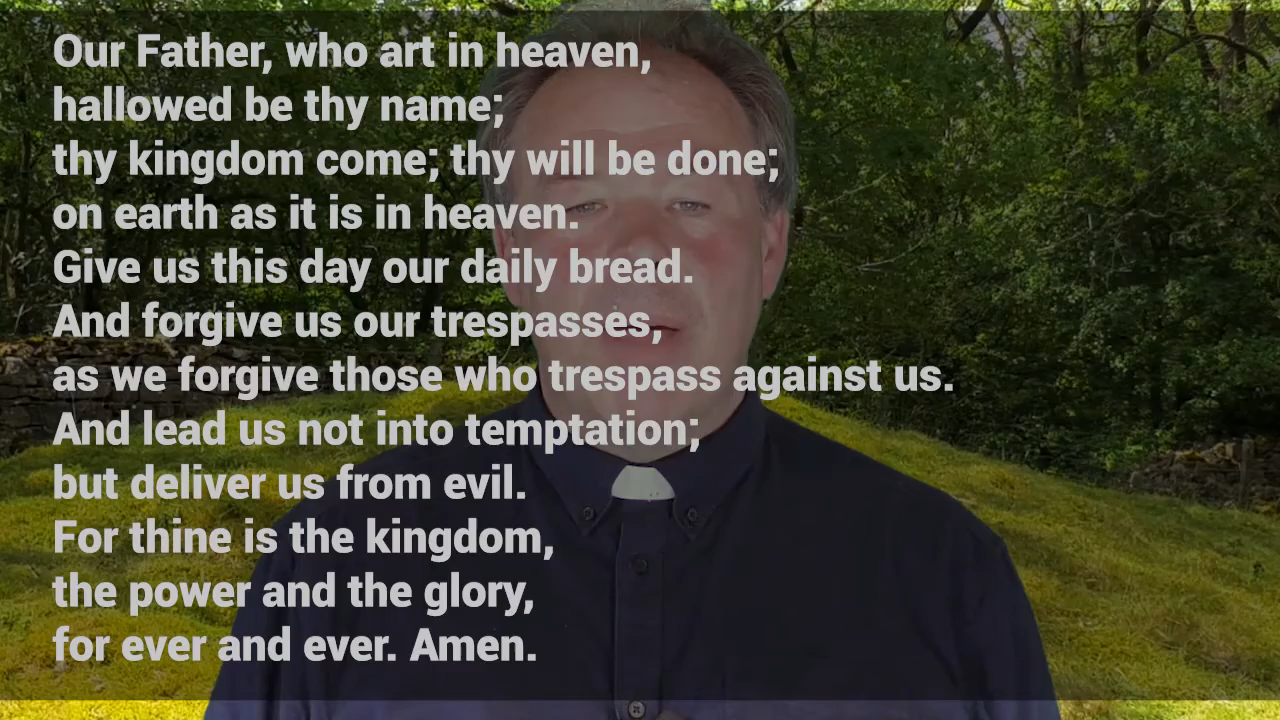 Our Father, who art in heaven,
hallowed be thy name;
thy kingdom come; thy will be done;
on earth as it is in heaven.
Give us this day our daily bread.
And forgive us our trespasses,
as we forgive those who trespass against us.
And lead us not into temptation;
but deliver us from evil.
For thine is the kingdom,
the power and the glory,
for ever and ever. Amen.